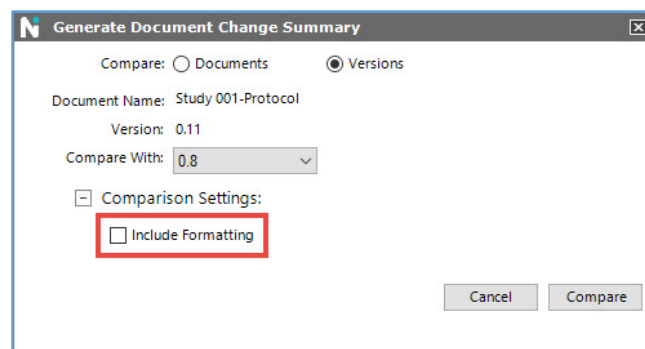 Generate Document Change Summary
Compare: Documents Versions
Document Name: Study 001-Protocol
Version: 0.11
Compare With: 0.8
Comparison Settings:
Include Formatting
Cancel Compare